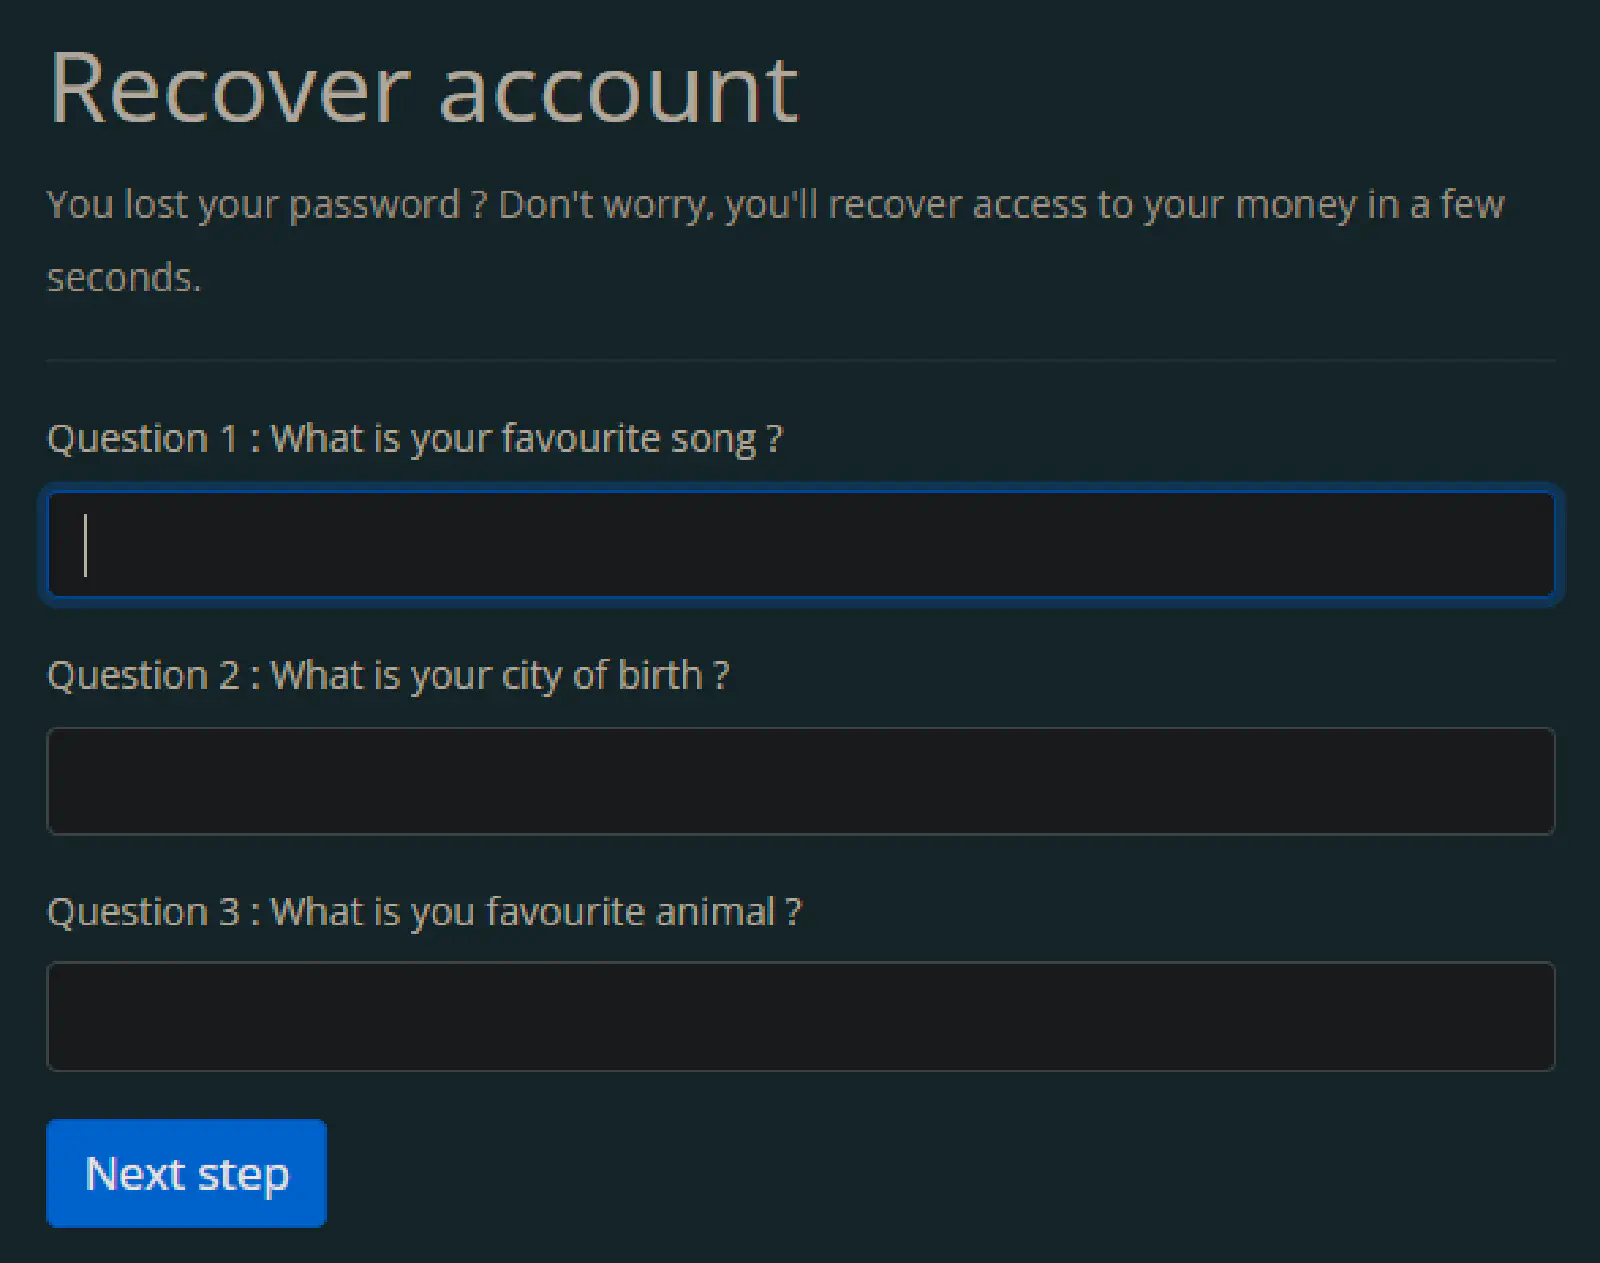 Recover account
You lost your password ? Don't worry, you'll recover access to your money in a few
seconds.
Question 1 : What is your favourite song ?
Question 2 : What is your city of birth ?
Question 3 : What is you favourite animal ?
Next step